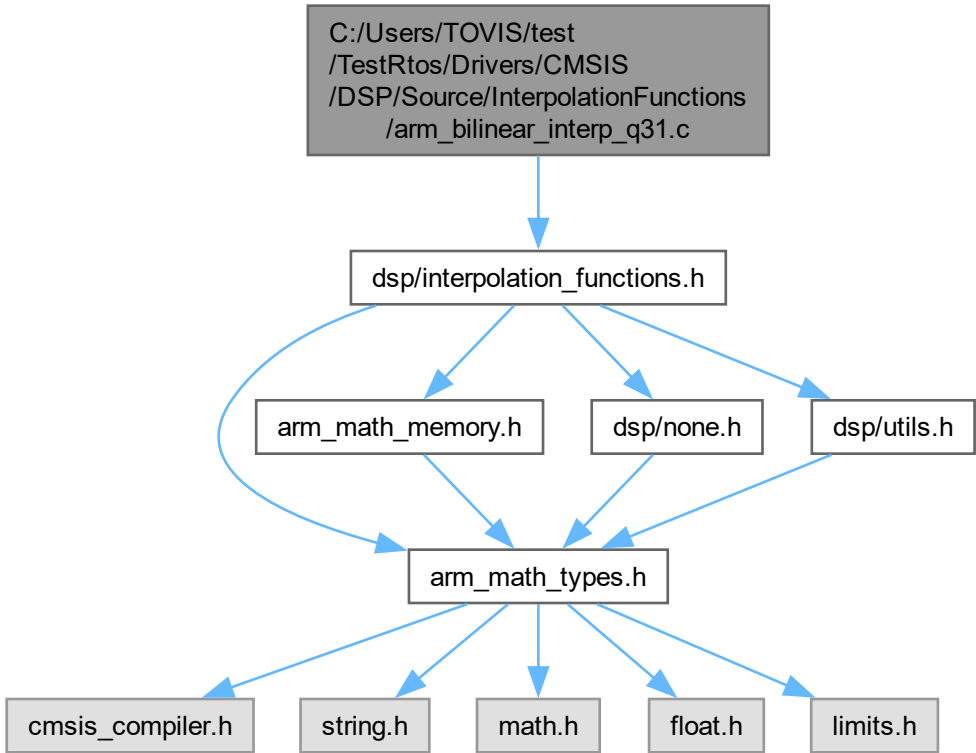 C:/Users/TOVIS/test
/TestRtos/Drivers/CMSIS
/DSP/Source/InterpolationFunctions
/arm_bilinear_interp_q31.c
dsp/interpolation_functions.h
arm_math_memory.h
dsp/none.h
dsp/utils.h
arm_math_types.h
cmsis_compiler.h
string.h
math.h
float.h
limits.h